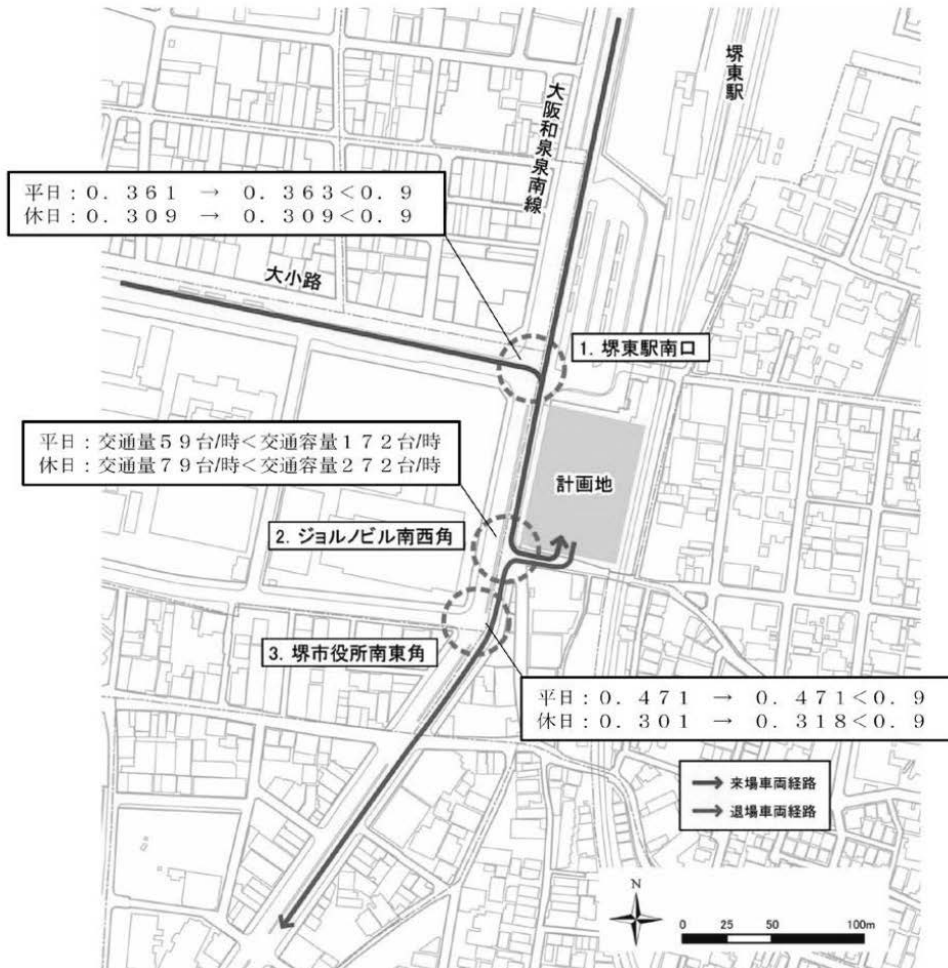 堺東駅
大阪和泉泉南線
平日：０．３６１ → ０．３６３＜０．９
休日：０．３０９ → ０．３０９＜０．９
大小路
1. 堺東駅南口
平日：交通量５９台/時＜交通容量１７２台/時
休日：交通量７９台/時＜交通容量２７２台/時
計画地
2. ジョルノビル南西角
3. 堺市役所南東角
平日：０．４７１ → ０．４７１＜０．９
休日：０．３０１ → ０．３１８＜０．９
来場車両経路
退場車両経路
N
0 25 50 100m